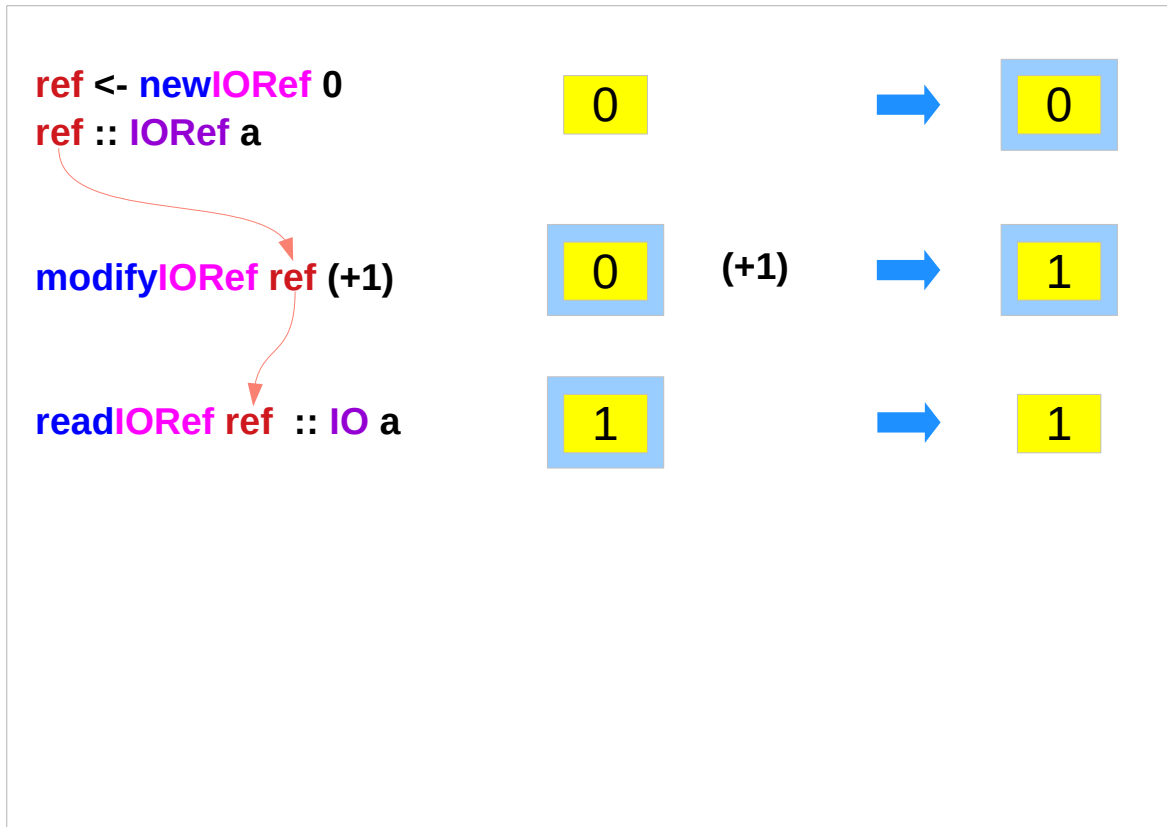 ref <- newIORef 0
0
0
ref :: IORef a
modifyIORef ref (+1)
0
(+1)
1
readIORef ref :: IO a
1
1